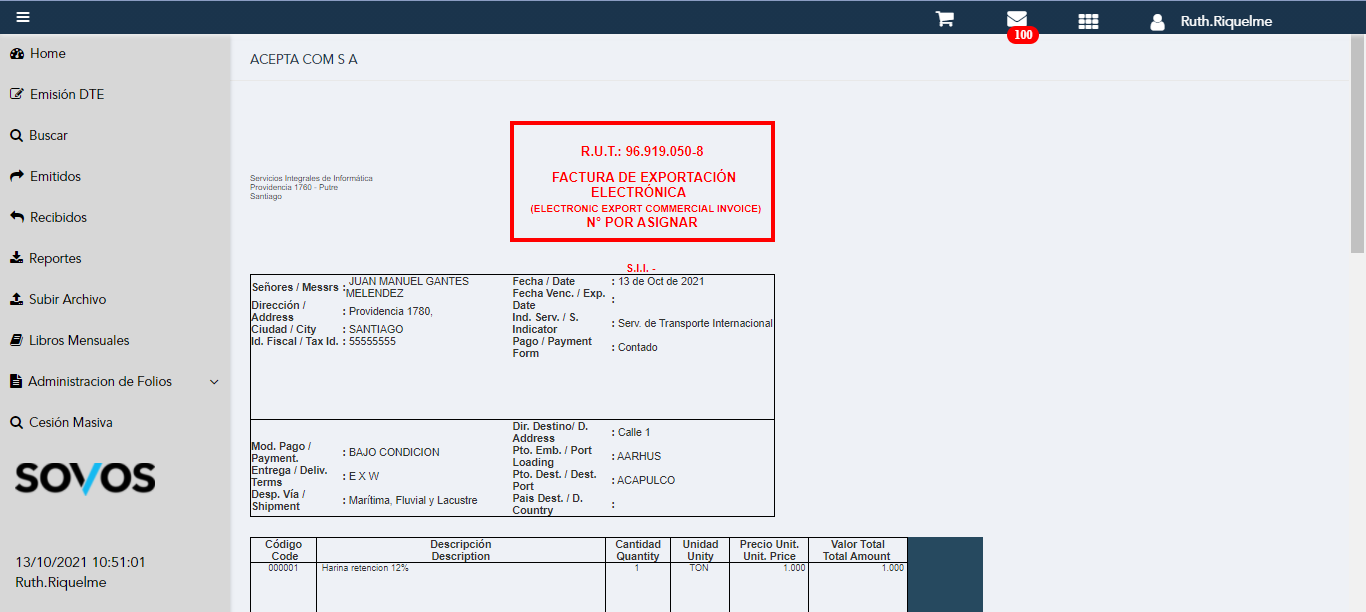 Ruth.Riquelme
100
Home
Emisión DTE
Buscar
Emitidos
Recibidos
Reportes
Subir Archivo
Libros Mensuales
Administracion de Folios
Cesión Masiva
SOVOS
13/10/2021 10:51:01
Ruth.Riquelme
ACEPTA COM S A
Servicios Integrales de Informática
Providencia 1760 - Putre
Santiago
R.U.T.: 96.919.050-8
FACTURA DE EXPORTACIÓN
ELECTRÓNICA
(ELECTRONIC EXPORT COMMERCIAL INVOICE)
N° POR ASIGNAR
S.I.I. -
Señores / Messrs : JUAN MANUEL GANTES
MELENDEZ
Dirección /
Address : Providencia 1780,
Ciudad / City : SANTIAGO
Id. Fiscal / Tax Id. : 55555555
Fecha / Date : 13 de Oct de 2021
Fecha Venc. / Exp.
Date :
Ind. Serv. / S.
Indicator : Serv. de Transporte Internacional
Pago / Payment
Form : Contado
Mod. Pago /
Payment. : BAJO CONDICION
Entrega / Deliv.
Terms : E X W
Desp. Vía /
Shipment : Marítima, Fluvial y Lacustre
Dir. Destino/ D.
Address : Calle 1
Pto. Emb. / Port
Loading : AARHUS
Pto. Dest. / Dest.
Port : ACAPULCO
Pais Dest. / D.
Country :
Código Descripción Cantidad Unidad Precio Unit. Valor Total
Code Description Quantity Unity Unit. Price Total Amount
000001 Harina retencion 12% 1 TON 1.000 1.000